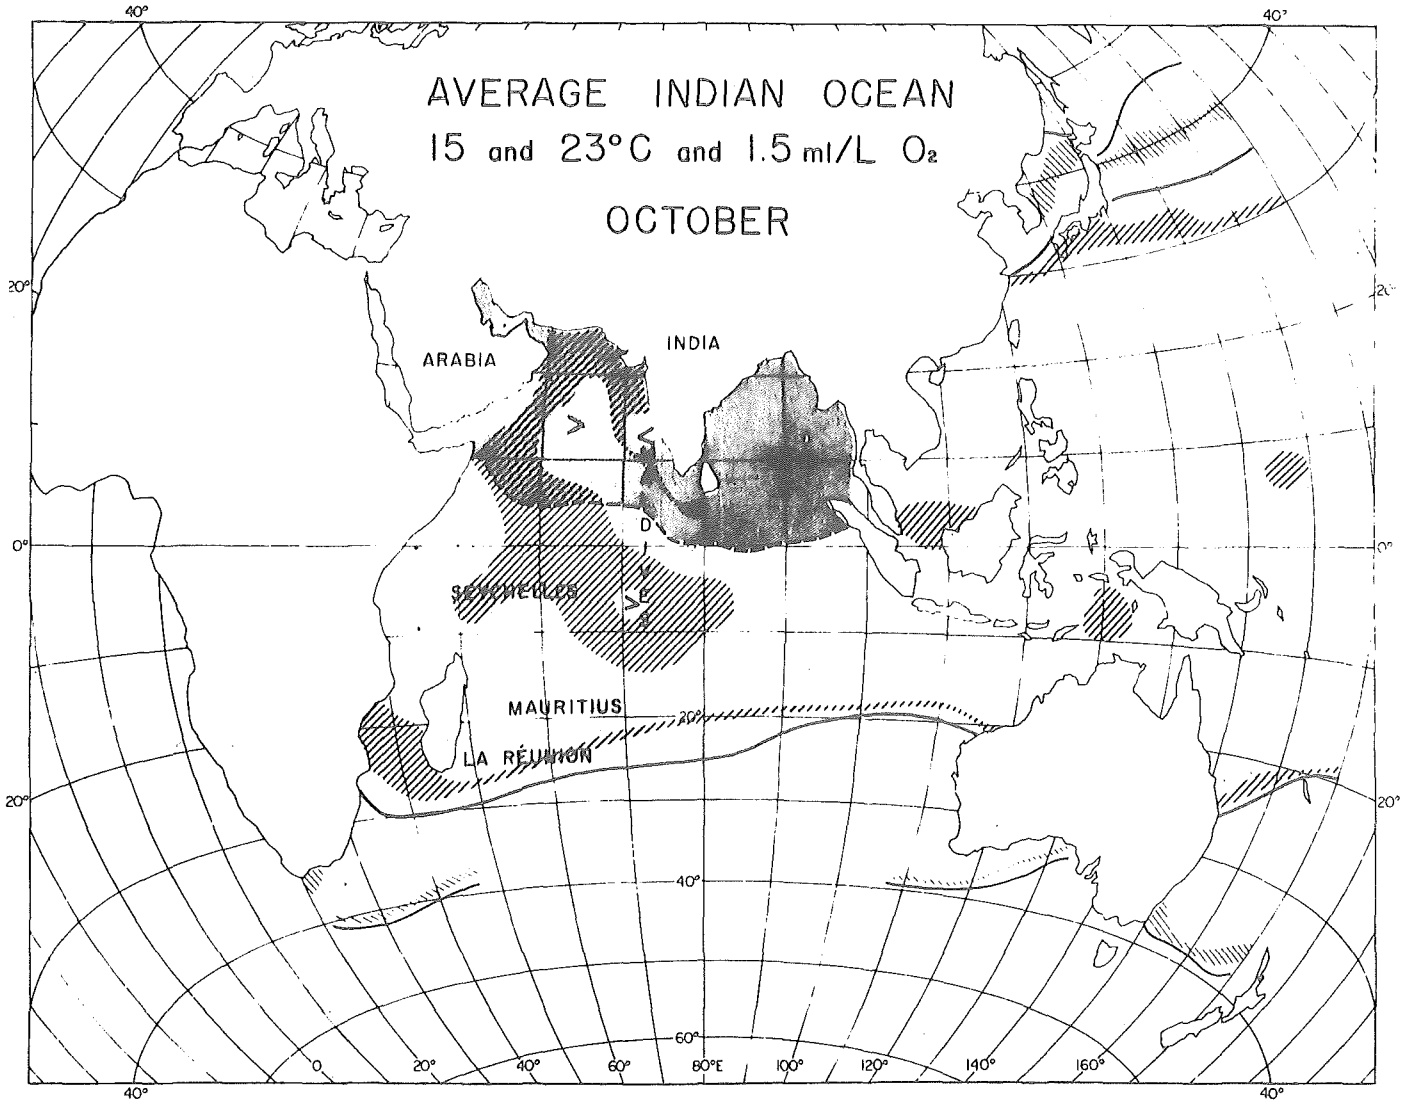 40° 40°
AVERAGE INDIAN OCEAN
15 and 23°C and 1.5 ml/L O₂
OCTOBER
20°
INDIA
ARABIA
0° 0°
SEYCHELLES
MAURITIUS
20°
LA RÉUNION
20° 20°
40°
60°
0 20° 40° 60° 80°E 100° 120° 140° 160°
40° 40°